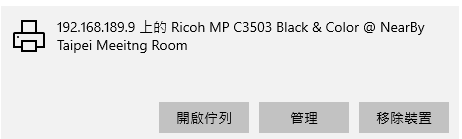 192.168.189.9 上的 Ricoh MP C3503 Black & Color @ NearBy
Taipei Meeitng Room
開啟佇列 管理 移除裝置